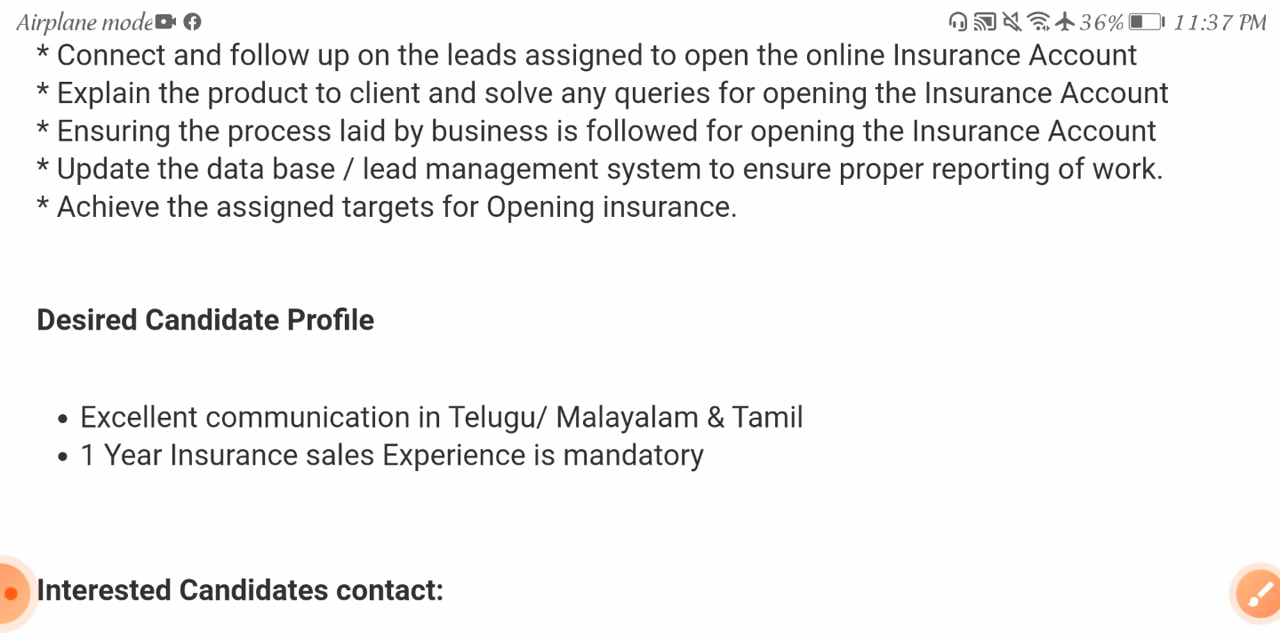 Airplane mode 36% 11:37 PM
* Connect and follow up on the leads assigned to open the online Insurance Account
* Explain the product to client and solve any queries for opening the Insurance Account
* Ensuring the process laid by business is followed for opening the Insurance Account
* Update the data base / lead management system to ensure proper reporting of work.
* Achieve the assigned targets for Opening insurance.
Desired Candidate Profile
• Excellent communication in Telugu/ Malayalam & Tamil
• 1 Year Insurance sales Experience is mandatory
Interested Candidates contact: